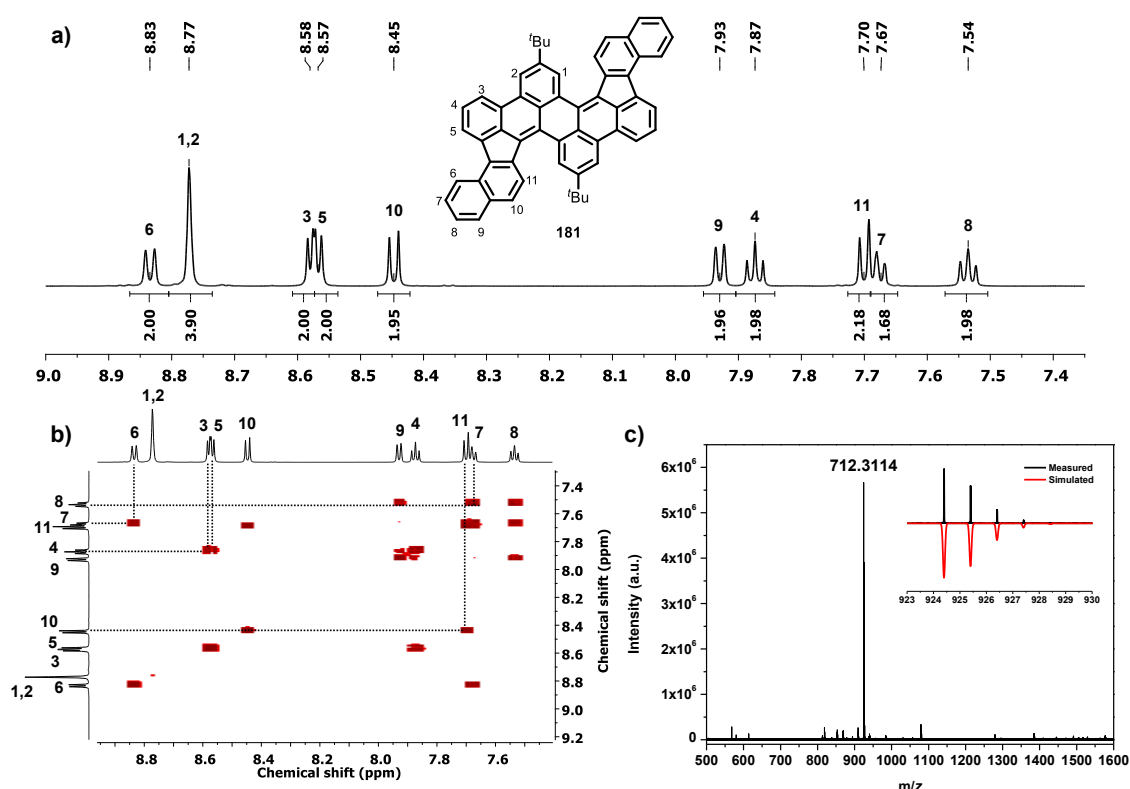 a)
8.83 8.77 8.58 8.57 8.45 7.93 7.87 7.70 7.67 7.54
tBu
2 1
3
4
5
6 11
7 10
8 9
tBu
181
6 1,2 3 5 10 9 4 11 7 8
2.00 3.90 2.00 2.00 1.95 1.96 1.98 2.18 1.68 1.98
9.0 8.9 8.8 8.7 8.6 8.5 8.4 8.3 8.2 8.1 8.0 7.9 7.8 7.7 7.6 7.5 7.4
b)
6 1,2 3 5 10 9 4 11 7 8
8
7
11
4
9
10
5
3
1,2 6
7.4
7.6
7.8
8.0
8.2
8.4
8.6
8.8
9.0
9.2
Chemical shift (ppm)
8.8 8.6 8.4 8.2 8.0 7.8 7.6
Chemical shift (ppm)
c)
712.3114
Measured
Simulated
923 924 925 926 927 928 929 930
6x10⁶
5x10⁶
4x10⁶
3x10⁶
2x10⁶
1x10⁶
0
Intensity (a.u.)
500 600 700 800 900 1000 1100 1200 1300 1400 1500 1600
m/z